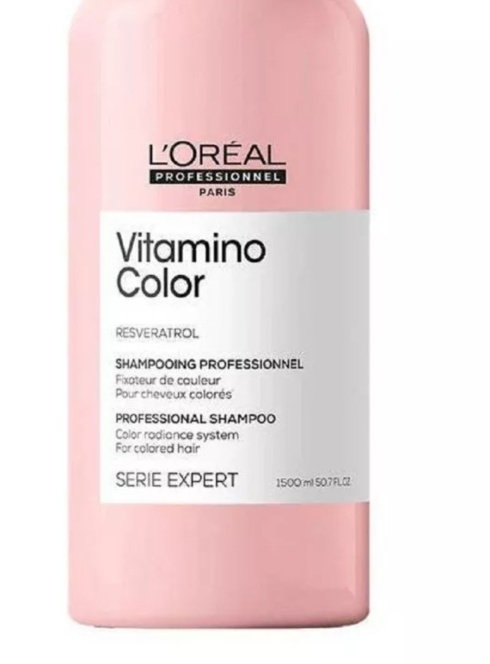 L'ORÉAL
PROFESSIONNEL
PARIS
Vitamino
Color
RESVERATROL
SHAMPOOING PROFESSIONNEL
Fixateur de couleur
Pour cheveux colorés
PROFESSIONAL SHAMPOO
Color radiance system
For colored hair
SERIE EXPERT 1500 ml 50.7 FL.OZ.